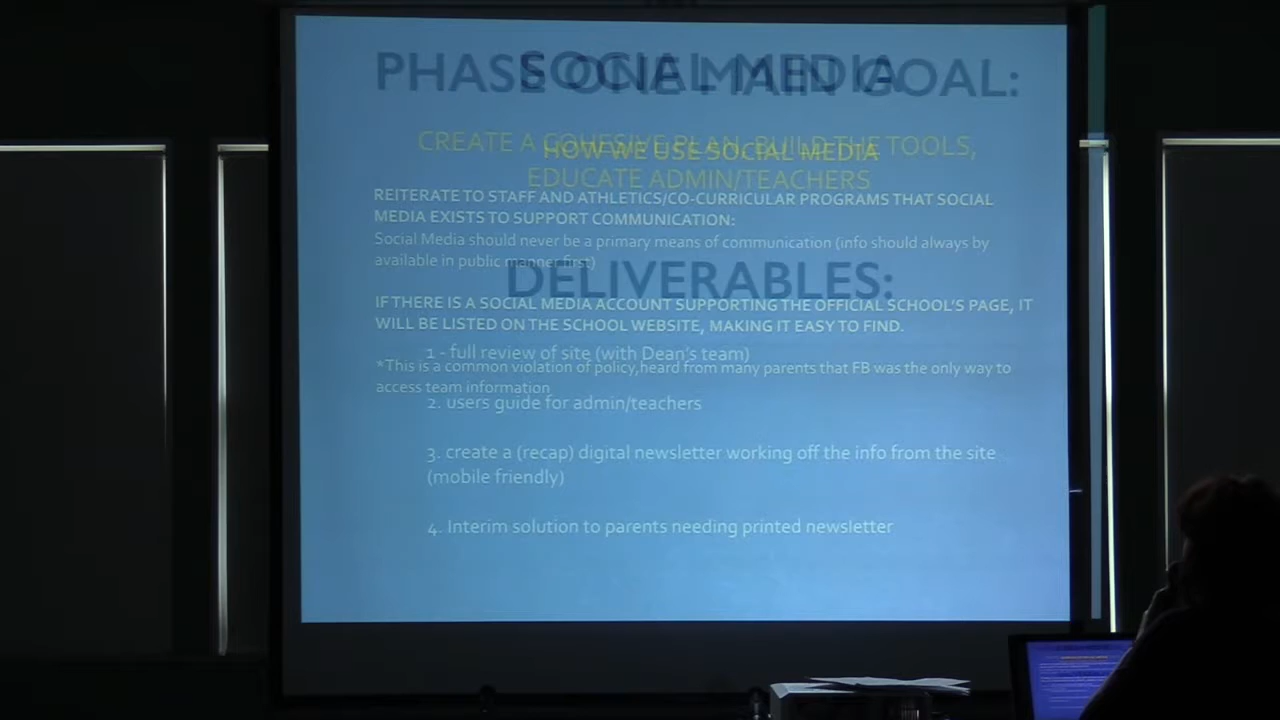 SOCIAL MEDIA
HOW WE USE SOCIAL MEDIA
REITERATE TO STAFF AND ATHLETICS/CO-CURRICULAR PROGRAMS THAT SOCIAL
MEDIA EXISTS TO SUPPORT COMMUNICATION:
Social Media should never be a primary means of communication (info should always by
available in public manner first)
IF THERE IS A SOCIAL MEDIA ACCOUNT SUPPORTING THE OFFICIAL SCHOOL'S PAGE, IT
WILL BE LISTED ON THE SCHOOL WEBSITE, MAKING IT EASY TO FIND.
*This is a common violation of policy,heard from many parents that FB was the only way to
access team information
PHASE ONE MAIN GOAL:
CREATE A COHESIVE PLAN, BUILD THE TOOLS,
EDUCATE ADMIN/TEACHERS
DELIVERABLES:
1 - full review of site (with Dean's team)
2. users guide for admin/teachers
3. create a (recap) digital newsletter working off the info from the site
(mobile friendly)
4. Interim solution to parents needing printed newsletter